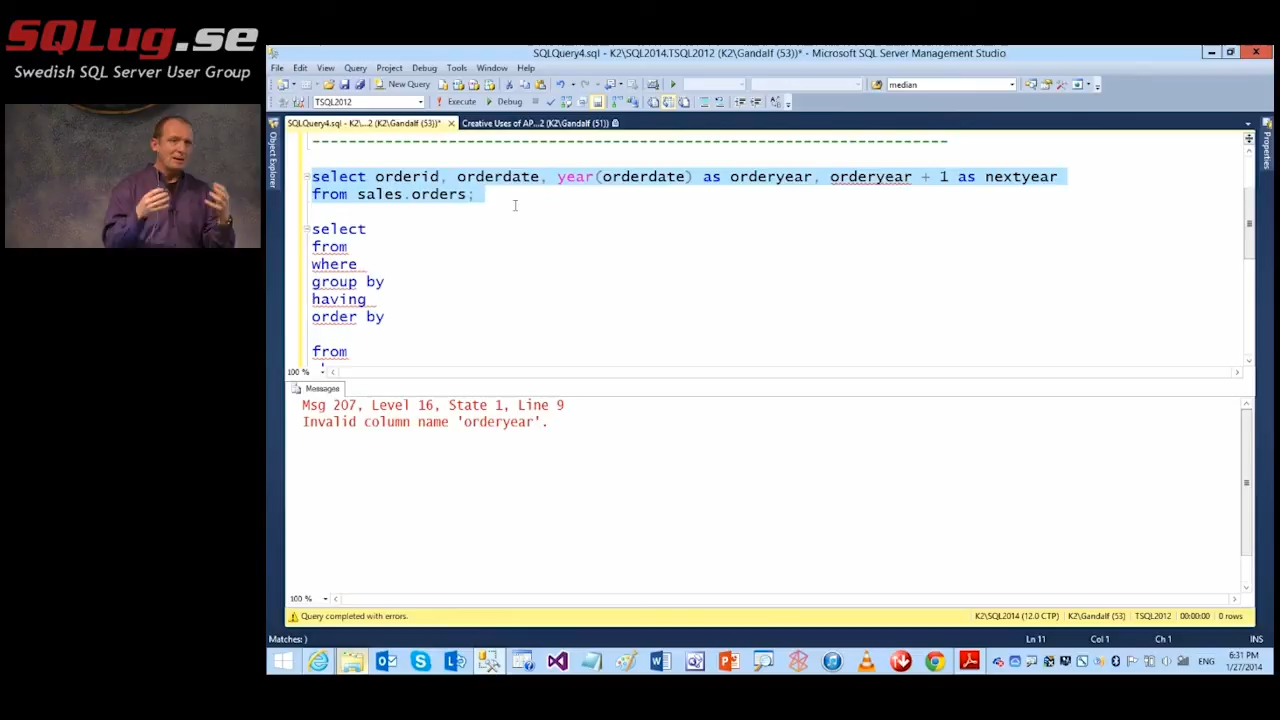 SQLug.se
Swedish SQL Server User Group
SQLQuery4.sql - K2\SQL2014.TSQL2012 (K2\Gandalf (53))* - Microsoft SQL Server Management Studio
File Edit View Query Project Debug Tools Window Help
New Query
median
TSQL2012
Execute
Debug
SQLQuery4.sql - K2\...2 (K2\Gandalf (53))*
Creative Uses of AP...2 (K2\Gandalf (51))
Object Explorer
Properties
select orderid, orderdate, year(orderdate) as orderyear, orderyear + 1 as nextyear
from sales.orders;
select
from
where
group by
having
order by
from
100 %
Messages
Msg 207, Level 16, State 1, Line 9
Invalid column name 'orderyear'.
100 %
Query completed with errors.
K2\SQL2014 (12.0 CTP)
K2\Gandalf (53)
TSQL2012
00:00:00
0 rows
Matches: )
Ln 11
Col 1
Ch 1
INS
ENG
6:31 PM
1/27/2014